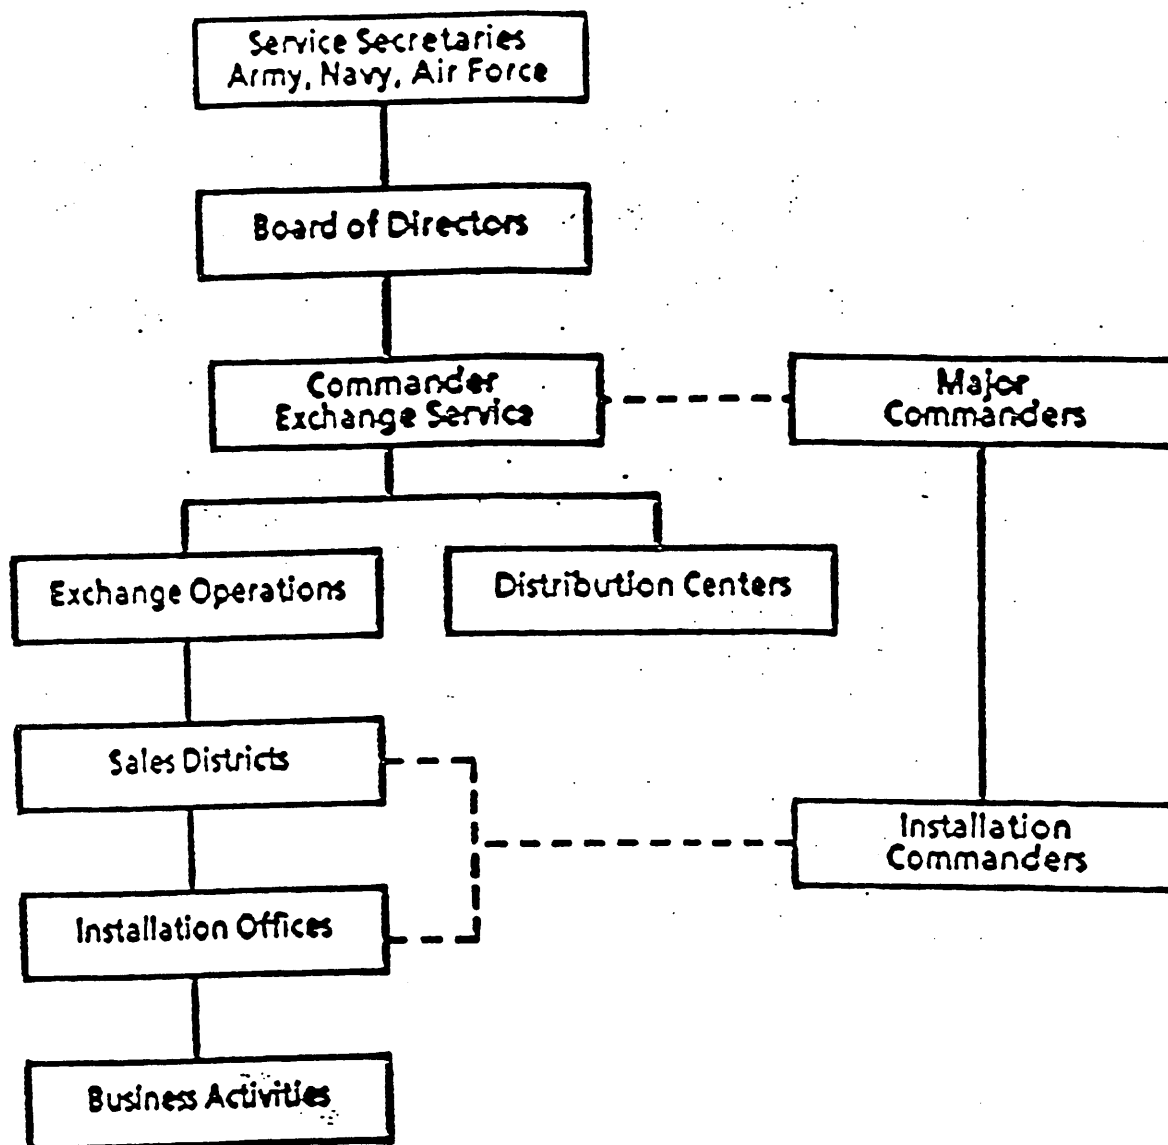 Service Secretaries
Army, Navy, Air Force
Board of Directors
Commander
Exchange Service
Major
Commanders
Exchange Operations
Distribution Centers
Sales Districts
Installation
Commanders
Installation Offices
Business Activities